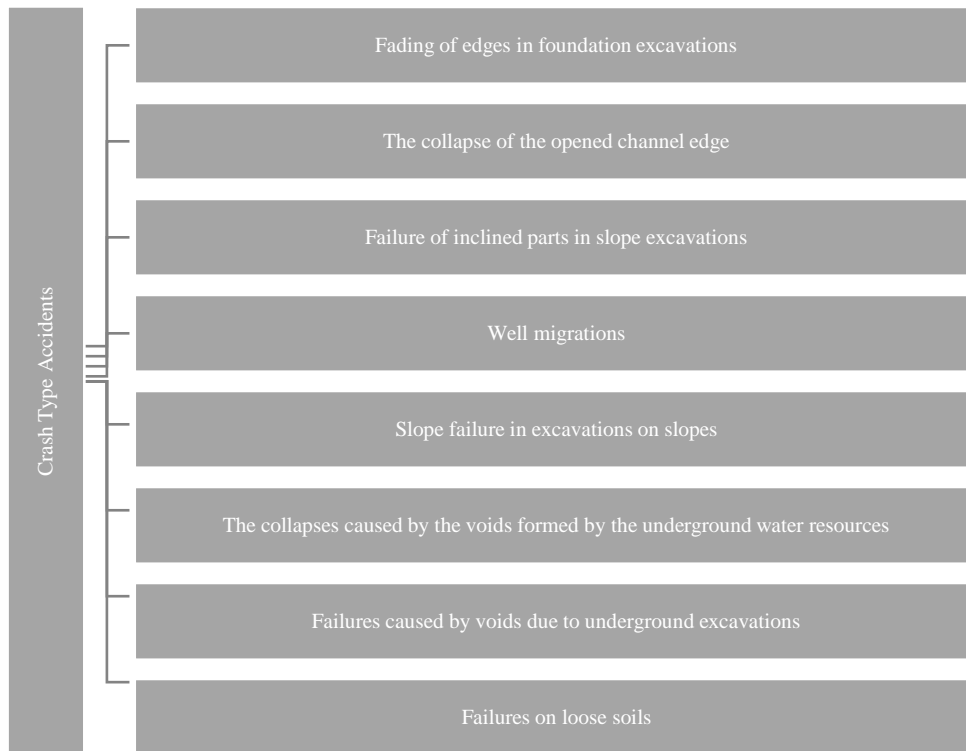 Crash Type Accidents
Fading of edges in foundation excavations
The collapse of the opened channel edge
Failure of inclined parts in slope excavations
Well migrations
Slope failure in excavations on slopes
The collapses caused by the voids formed by the underground water resources
Failures caused by voids due to underground excavations
Failures on loose soils